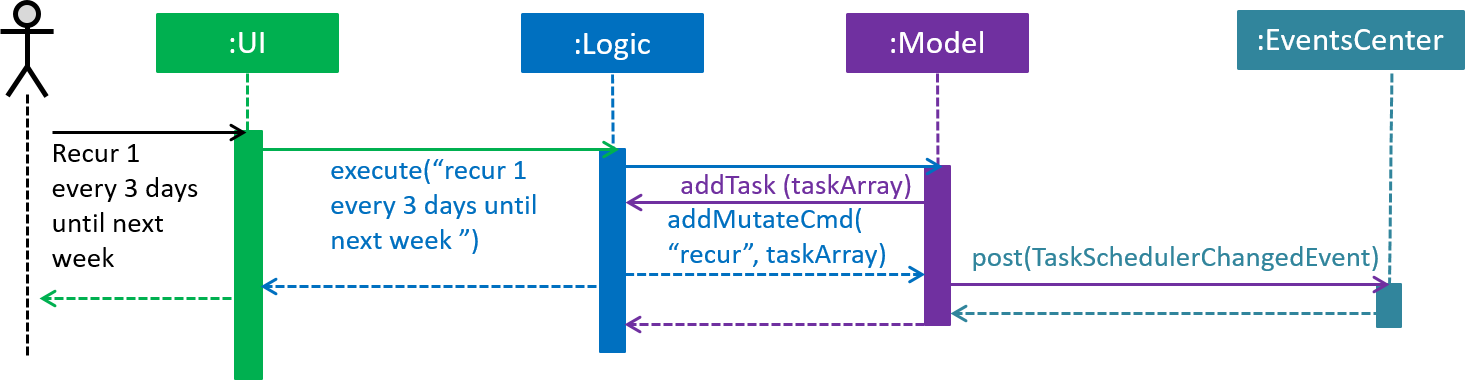 :UI
:Logic
:Model
:EventsCenter
Recur 1
every 3 days
until next
week
execute(“recur 1
every 3 days until
next week ”)
addTask (taskArray)
addMutateCmd(
“recur”, taskArray)
post(TaskSchedulerChangedEvent)